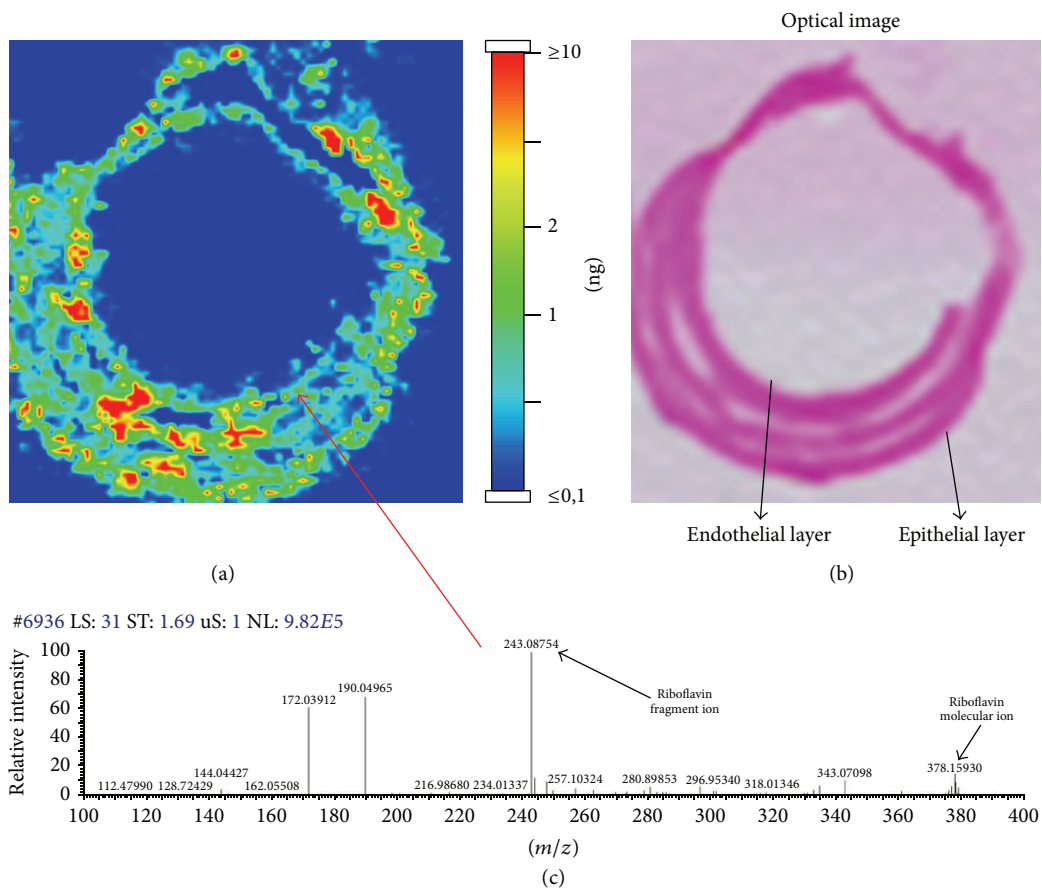 Optical image
≥10
2
1
≤0,1
(ng)
Endothelial layer
Epithelial layer
(a)
(b)
#6936 LS: 31 ST: 1.69 uS: 1 NL: 9.82E5
Relative intensity
100
80
60
40
20
0
243.08754
190.04965
172.03912
Riboflavin
fragment ion
Riboflavin
molecular ion
144.04427
112.47990
128.72429
162.05508
216.98680
234.01337
257.10324
280.89853
296.95340
318.01346
343.07098
378.15930
100 120 140 160 180 200 220 240 260 280 300 320 340 360 380 400
(m/z)
(c)